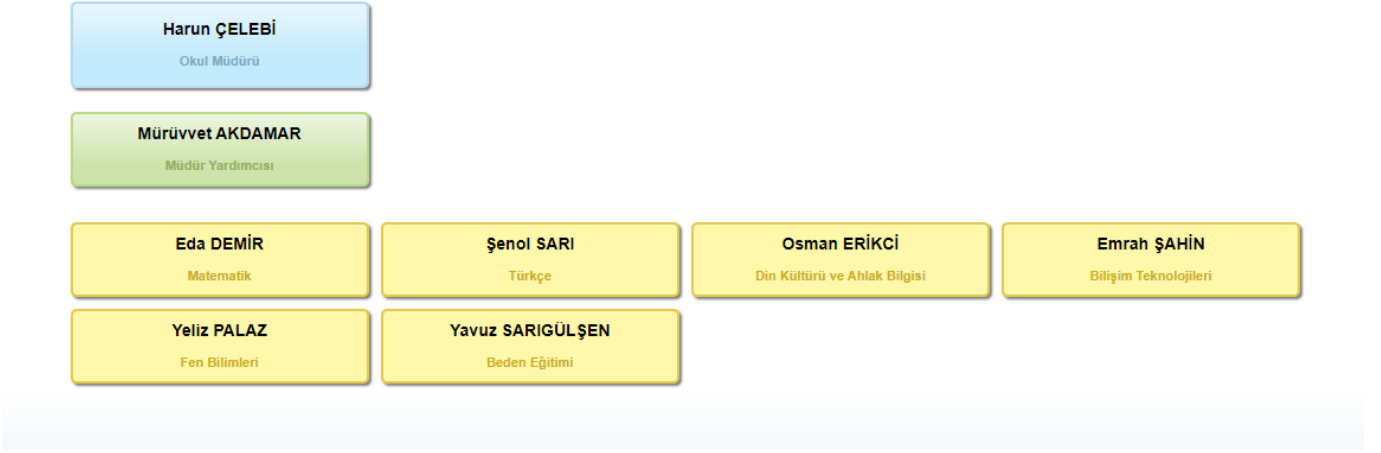 Harun ÇELEBİ
Okul Müdürü
Mürüvvet AKDAMAR
Müdür Yardımcısı
Eda DEMİR
Matematik
Şenol SARI
Türkçe
Osman ERİKCİ
Din Kültürü ve Ahlak Bilgisi
Emrah ŞAHİN
Bilişim Teknolojileri
Yeliz PALAZ
Fen Bilimleri
Yavuz SARIGÜLŞEN
Beden Eğitimi